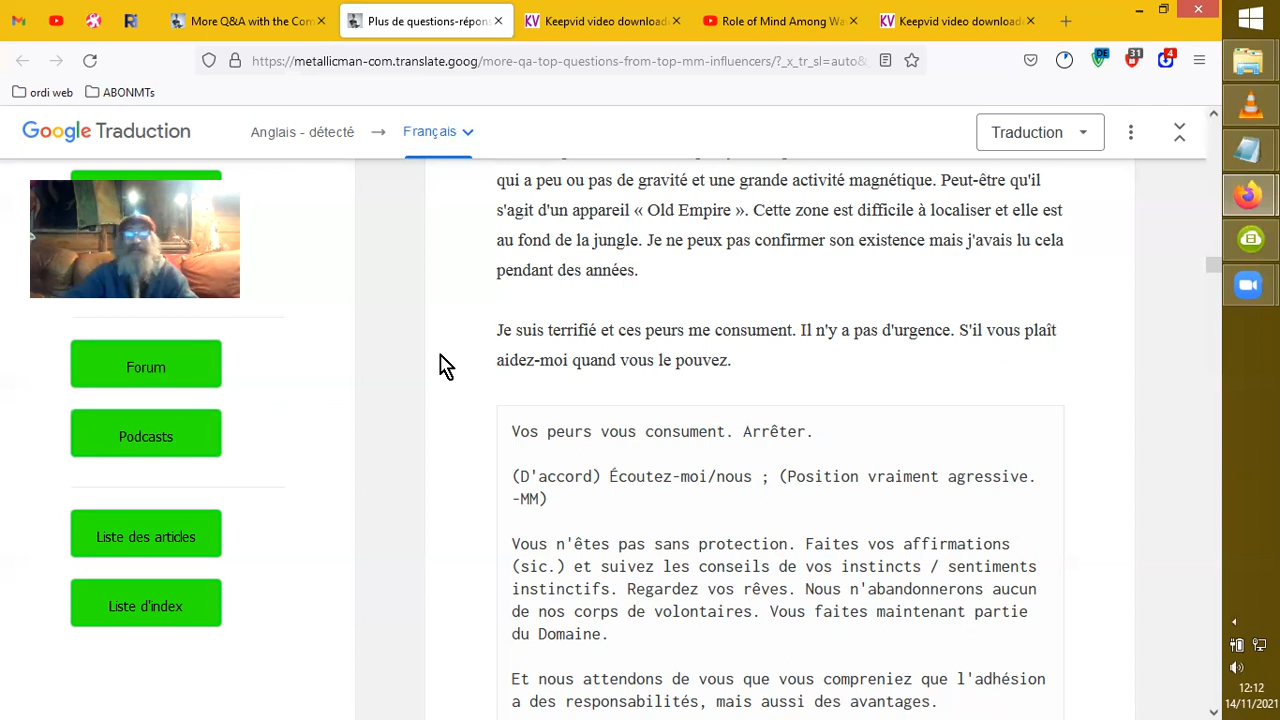 More Q&A with the Com
Plus de questions-répons
Keepvid video downloade
Role of Mind Among Wa
Keepvid video download
https://metallicman-com.translate.goog/more-qa-top-questions-from-top-mm-influencers/?_x_tr_sl=auto&
DE
31
4
ordi web
ABONMTs
Google Traduction
Anglais - détecté
Français
Traduction
qui a peu ou pas de gravité et une grande activité magnétique. Peut-être qu'il
s'agit d'un appareil « Old Empire ». Cette zone est difficile à localiser et elle est
au fond de la jungle. Je ne peux pas confirmer son existence mais j'avais lu cela
pendant des années.
Je suis terrifié et ces peurs me consument. Il n'y a pas d'urgence. S'il vous plaît
aidez-moi quand vous le pouvez.
Forum
Podcasts
Liste des articles
Liste d'index
Vos peurs vous consument. Arrêter.
(D'accord) Écoutez-moi/nous ; (Position vraiment agressive.
-MM)
Vous n'êtes pas sans protection. Faites vos affirmations
(sic.) et suivez les conseils de vos instincts / sentiments
instinctifs. Regardez vos rêves. Nous n'abandonnerons aucun
de nos corps de volontaires. Vous faites maintenant partie
du Domaine.
Et nous attendons de vous que vous compreniez que l'adhésion
a des responsabilités, mais aussi des avantages.
12:12
14/11/2021